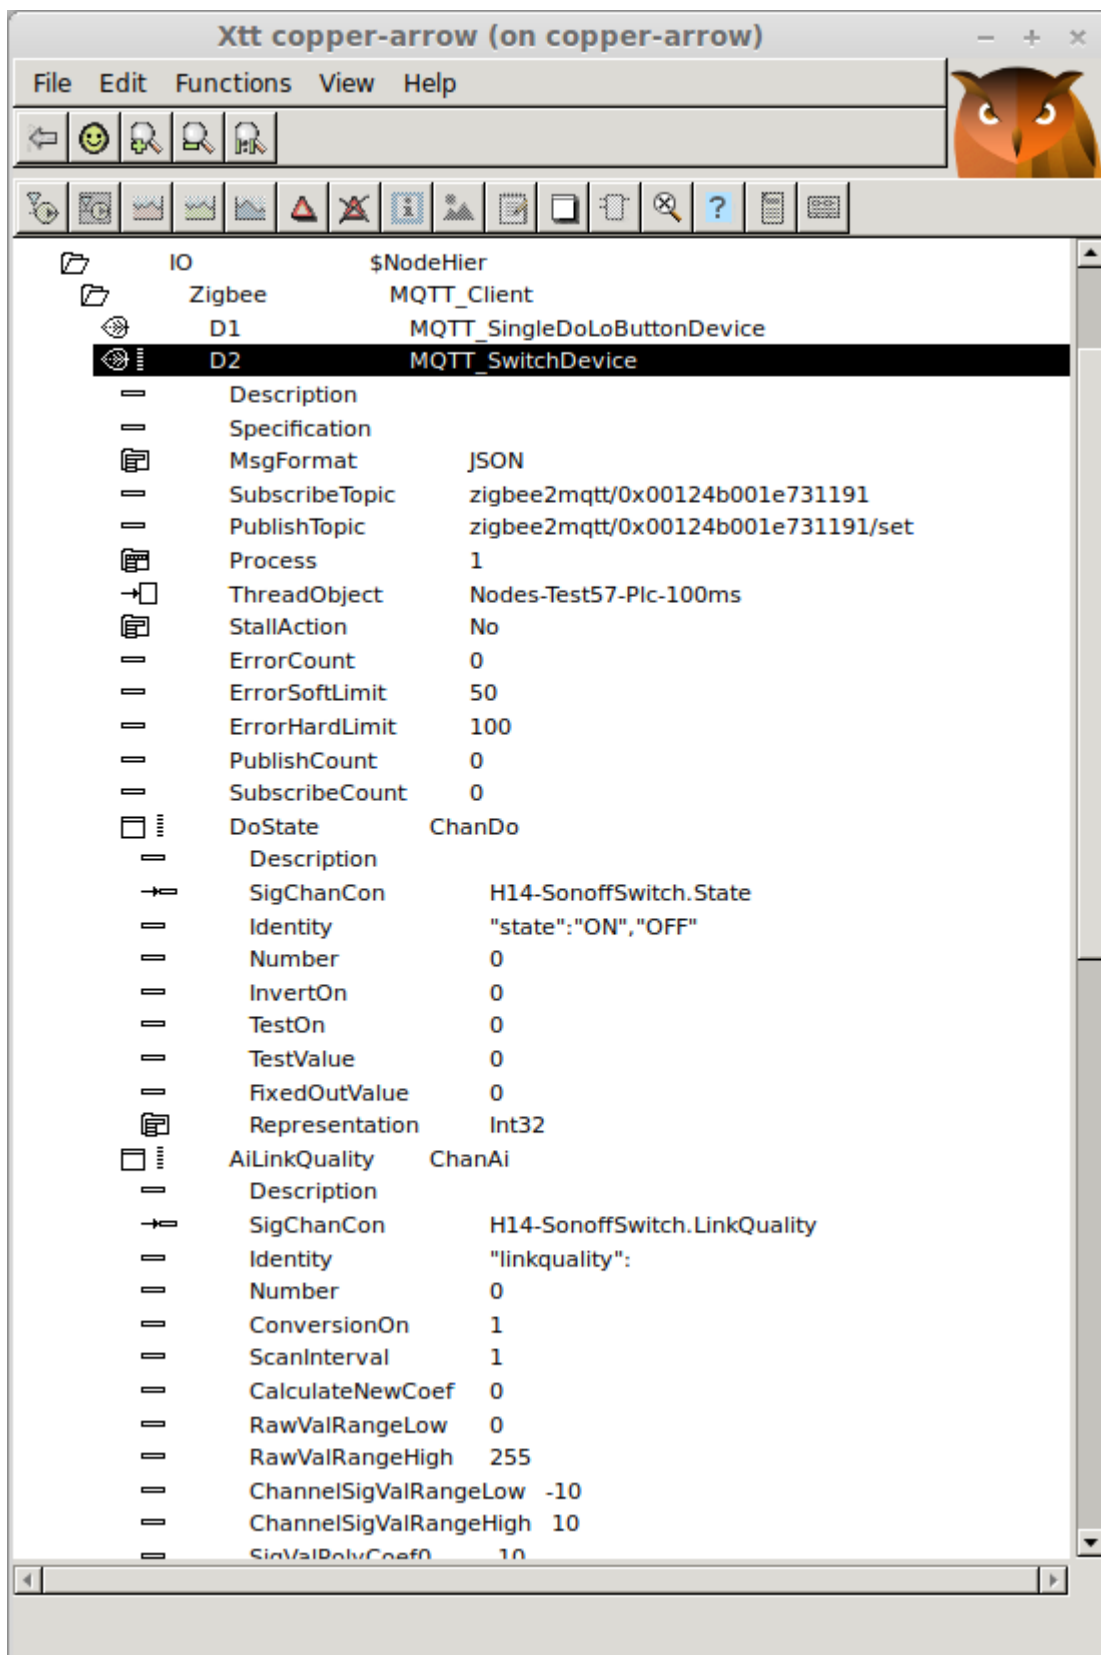 Xtt copper-arrow (on copper-arrow)
File Edit Functions View Help
IO $NodeHier
Zigbee MQTT_Client
D1 MQTT_SingleDoLoButtonDevice
D2 MQTT_SwitchDevice
Description
Specification
MsgFormat JSON
SubscribeTopic zigbee2mqtt/0x00124b001e731191
PublishTopic zigbee2mqtt/0x00124b001e731191/set
Process 1
ThreadObject Nodes-Test57-Plc-100ms
StallAction No
ErrorCount 0
ErrorSoftLimit 50
ErrorHardLimit 100
PublishCount 0
SubscribeCount 0
DoState ChanDo
Description
SigChanCon H14-SonoffSwitch.State
Identity "state":"ON","OFF"
Number 0
InvertOn 0
TestOn 0
TestValue 0
FixedOutValue 0
Representation Int32
AiLinkQuality ChanAi
Description
SigChanCon H14-SonoffSwitch.LinkQuality
Identity "linkquality":
Number 0
ConversionOn 1
ScanInterval 1
CalculateNewCoef 0
RawValRangeLow 0
RawValRangeHigh 255
ChannelSigValRangeLow -10
ChannelSigValRangeHigh 10
SigValPolyCoef0 10